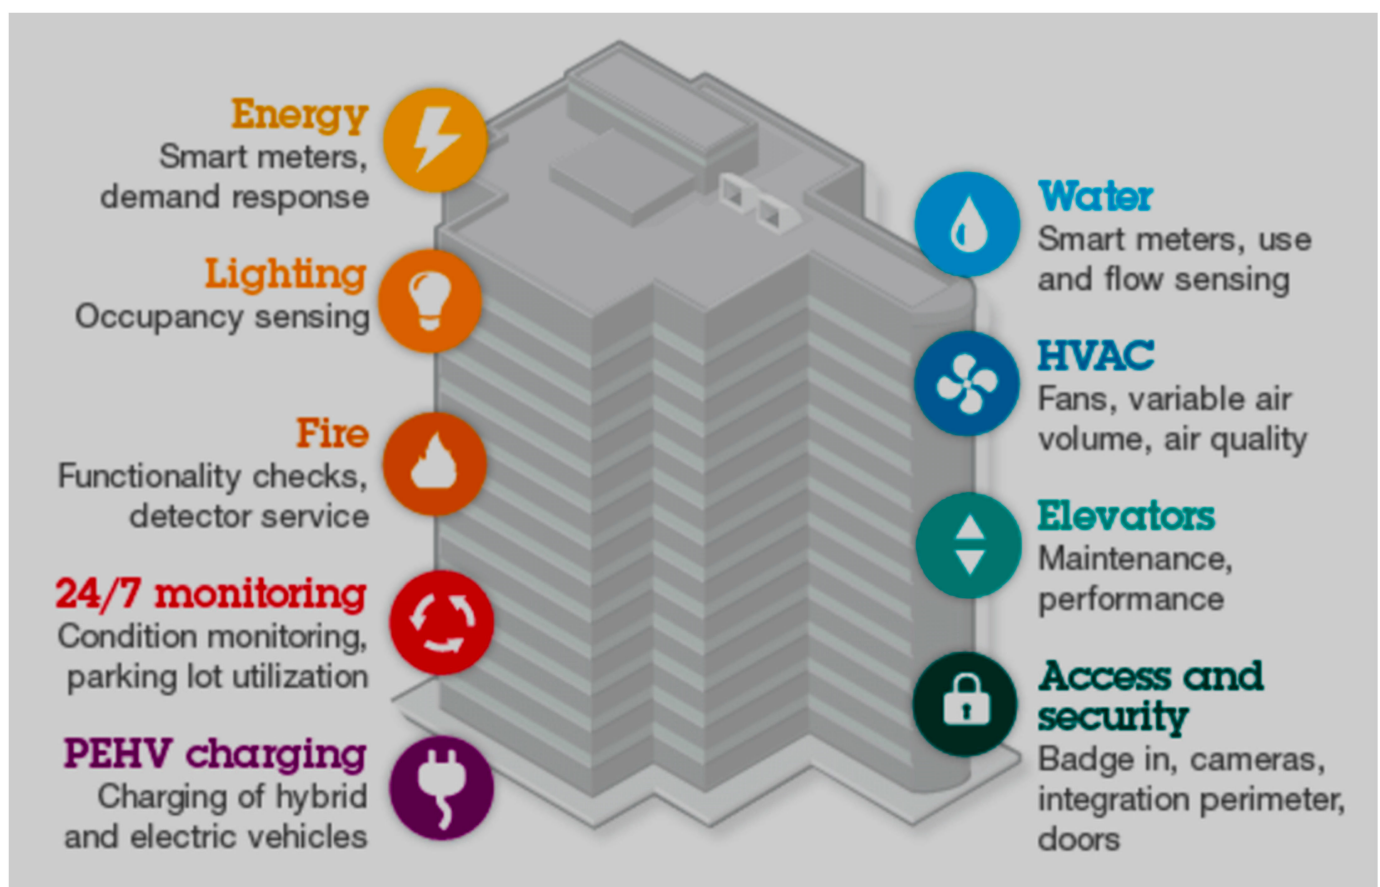 Energy
Smart meters,
demand response
Lighting
Occupancy sensing
Fire
Functionality checks,
detector service
24/7 monitoring
Condition monitoring,
parking lot utilization
PEHV charging
Charging of hybrid
and electric vehicles
Water
Smart meters, use
and flow sensing
HVAC
Fans, variable air
volume, air quality
Elevators
Maintenance,
performance
Access and
security
Badge in, cameras,
integration perimeter,
doors